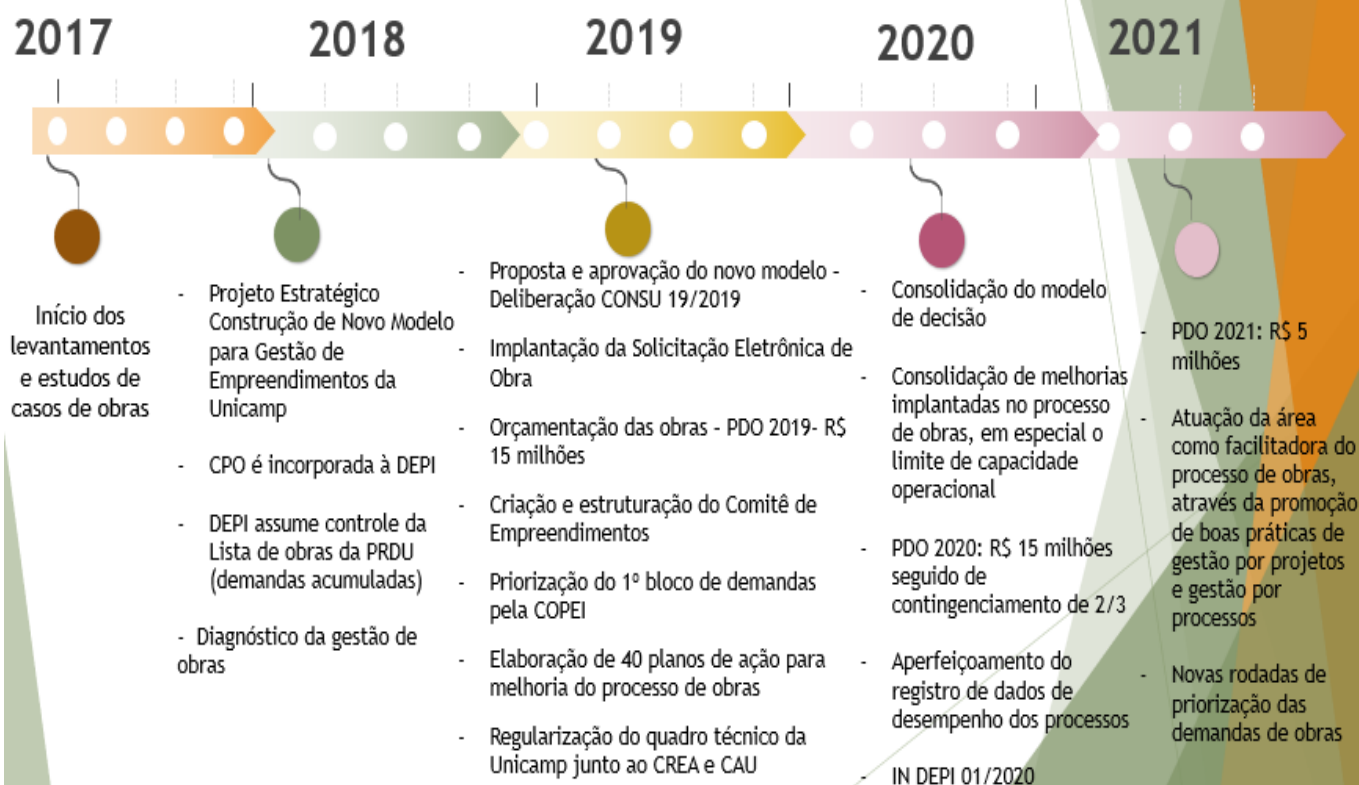 2017
2018
2019
2020
2021
Início dos
levantamentos
e estudos de
casos de obras
- Projeto Estratégico
Construção de Novo Modelo
para Gestão de
Empreendimentos da
Unicamp
- CPO é incorporada à DEPI
- DEPI assume controle da
Lista de obras da PRDU
(demandas acumuladas)
- Diagnóstico da gestão de
obras
- Proposta e aprovação do novo modelo -
Deliberação CONSU 19/2019
- Implantação da Solicitação Eletrônica de
Obra
- Orçamentação das obras - PDO 2019- R$
15 milhões
- Criação e estruturação do Comitê de
Empreendimentos
- Priorização do 1º bloco de demandas
pela COPEI
- Elaboração de 40 planos de ação para
melhoria do processo de obras
- Regularização do quadro técnico da
Unicamp junto ao CREA e CAU
- Consolidação do modelo
de decisão
- Consolidação de melhorias
implantadas no processo
de obras, em especial o
limite de capacidade
operacional
- PDO 2020: R$ 15 milhões
seguido de
contingenciamento de 2/3
- Aperfeiçoamento do
registro de dados de
desempenho dos processos
- IN DEPI 01/2020
- PDO 2021: R$ 5
milhões
- Atuação da área
como facilitadora do
processo de obras,
através da promoção
de boas práticas de
gestão por projetos
e gestão por
processos
- Novas rodadas de
priorização das
demandas de obras